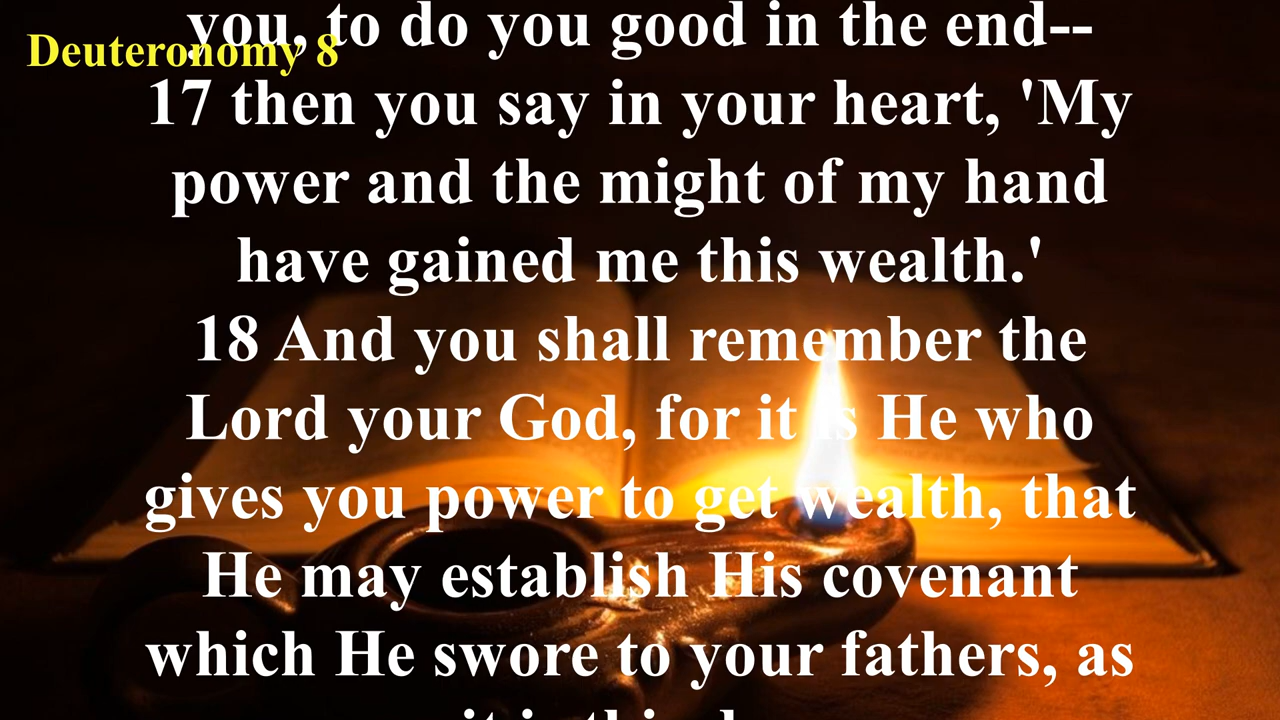 Deuteronomy 8
you, to do you good in the end--
17 then you say in your heart, 'My
power and the might of my hand
have gained me this wealth.'
18 And you shall remember the
Lord your God, for it is He who
gives you power to get wealth, that
He may establish His covenant
which He swore to your fathers, as